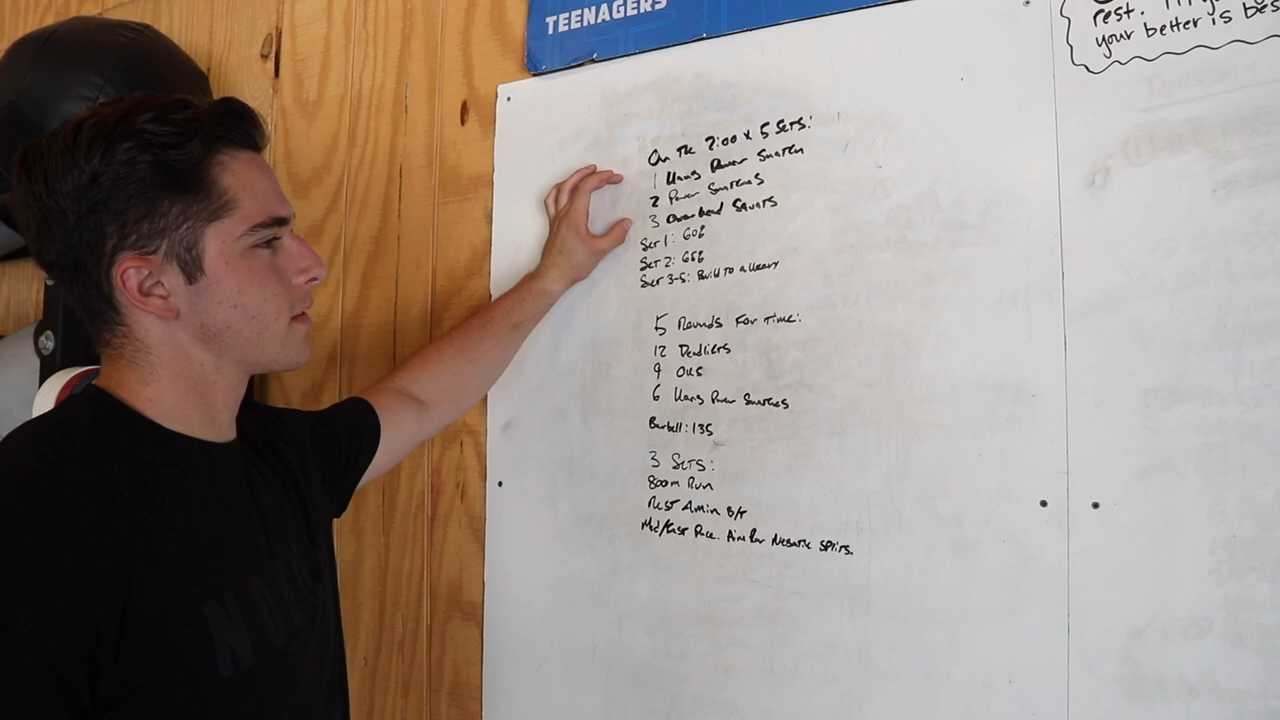 TEENAGERS
rest.
your better is bes
On The 2:00 x 5 Sets:
1 Hang Power Snatch
2 Power Snatches
3 Overhead Squats
Set 1: 60%
Set 2: 65%
Set 3-5: Build to a Heavy
5 Rounds For Time:
12 Deadlifts
9 OHS
6 Hang Power Snatches
Barbell: 135
3 Sets:
800m Run
Rest 4min B/T
Mod/Fast Pace. Aim For Negative Splits.